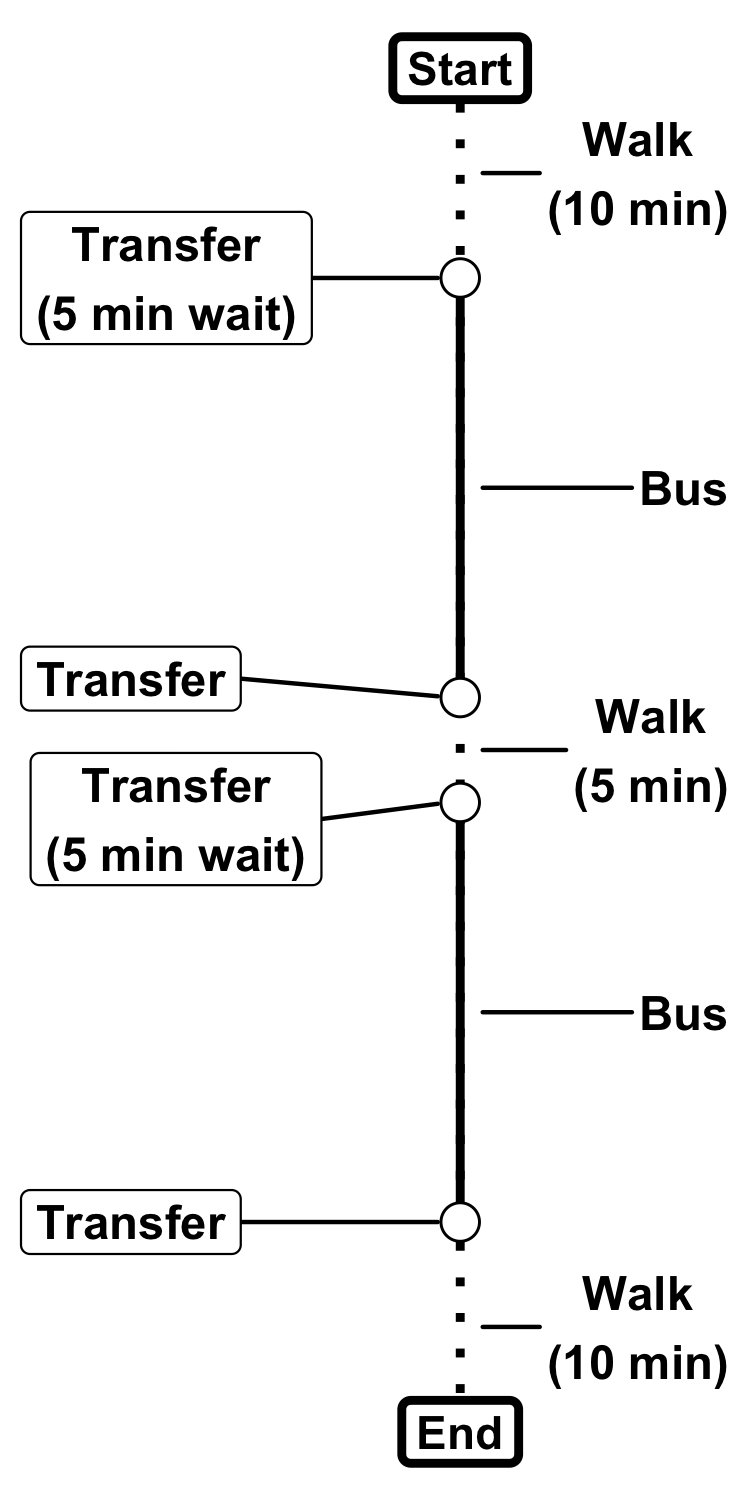 Start
Walk
(10 min)
Transfer
(5 min wait)
Bus
Transfer
Walk
(5 min)
Transfer
(5 min wait)
Bus
Transfer
Walk
(10 min)
End